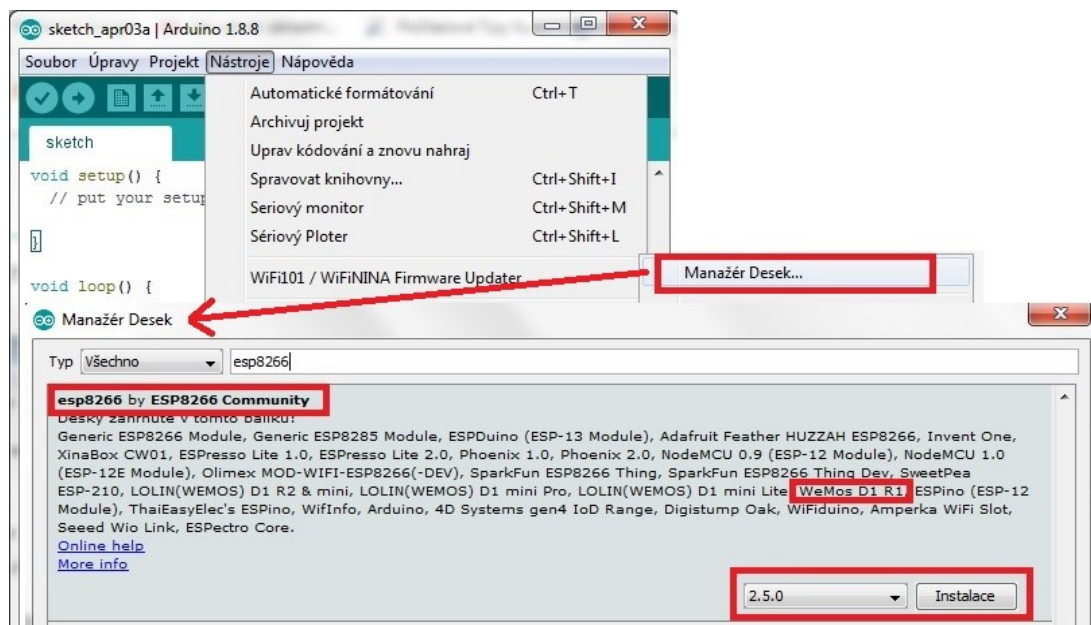 sketch_apr03a | Arduino 1.8.8
Soubor Úpravy Projekt Nástroje Nápověda
Automatické formátování Ctrl+T
Archivuj projekt
sketch
Uprav kódování a znovu nahraj
void setup() {
Spravovat knihovny... Ctrl+Shift+I
// put your setup
Seriový monitor Ctrl+Shift+M
}
Sériový Ploter Ctrl+Shift+L
WiFi101 / WiFiNINA Firmware Updater
Manažér Desek...
void loop() {
Manažér Desek
Typ Všechno esp8266
esp8266 by ESP8266 Community
Desky zahrnuté v tomto balíku:
Generic ESP8266 Module, Generic ESP8285 Module, ESPDuino (ESP-13 Module), Adafruit Feather HUZZAH ESP8266, Invent One,
XinaBox CW01, ESPresso Lite 1.0, ESPresso Lite 2.0, Phoenix 1.0, Phoenix 2.0, NodeMCU 0.9 (ESP-12 Module), NodeMCU 1.0
(ESP-12E Module), Olimex MOD-WIFI-ESP8266(-DEV), SparkFun ESP8266 Thing, SparkFun ESP8266 Thing Dev, SweetPea
ESP-210, LOLIN(WEMOS) D1 R2 & mini, LOLIN(WEMOS) D1 mini Pro, LOLIN(WEMOS) D1 mini Lite, WeMos D1 R1, ESPino (ESP-12
Module), ThaiEasyElec's ESPino, WifInfo, Arduino, 4D Systems gen4 IoD Range, Digistump Oak, WiFiduino, Amperka WiFi Slot,
Seeed Wio Link, ESPectro Core.
Online help
More info
2.5.0 Instalace